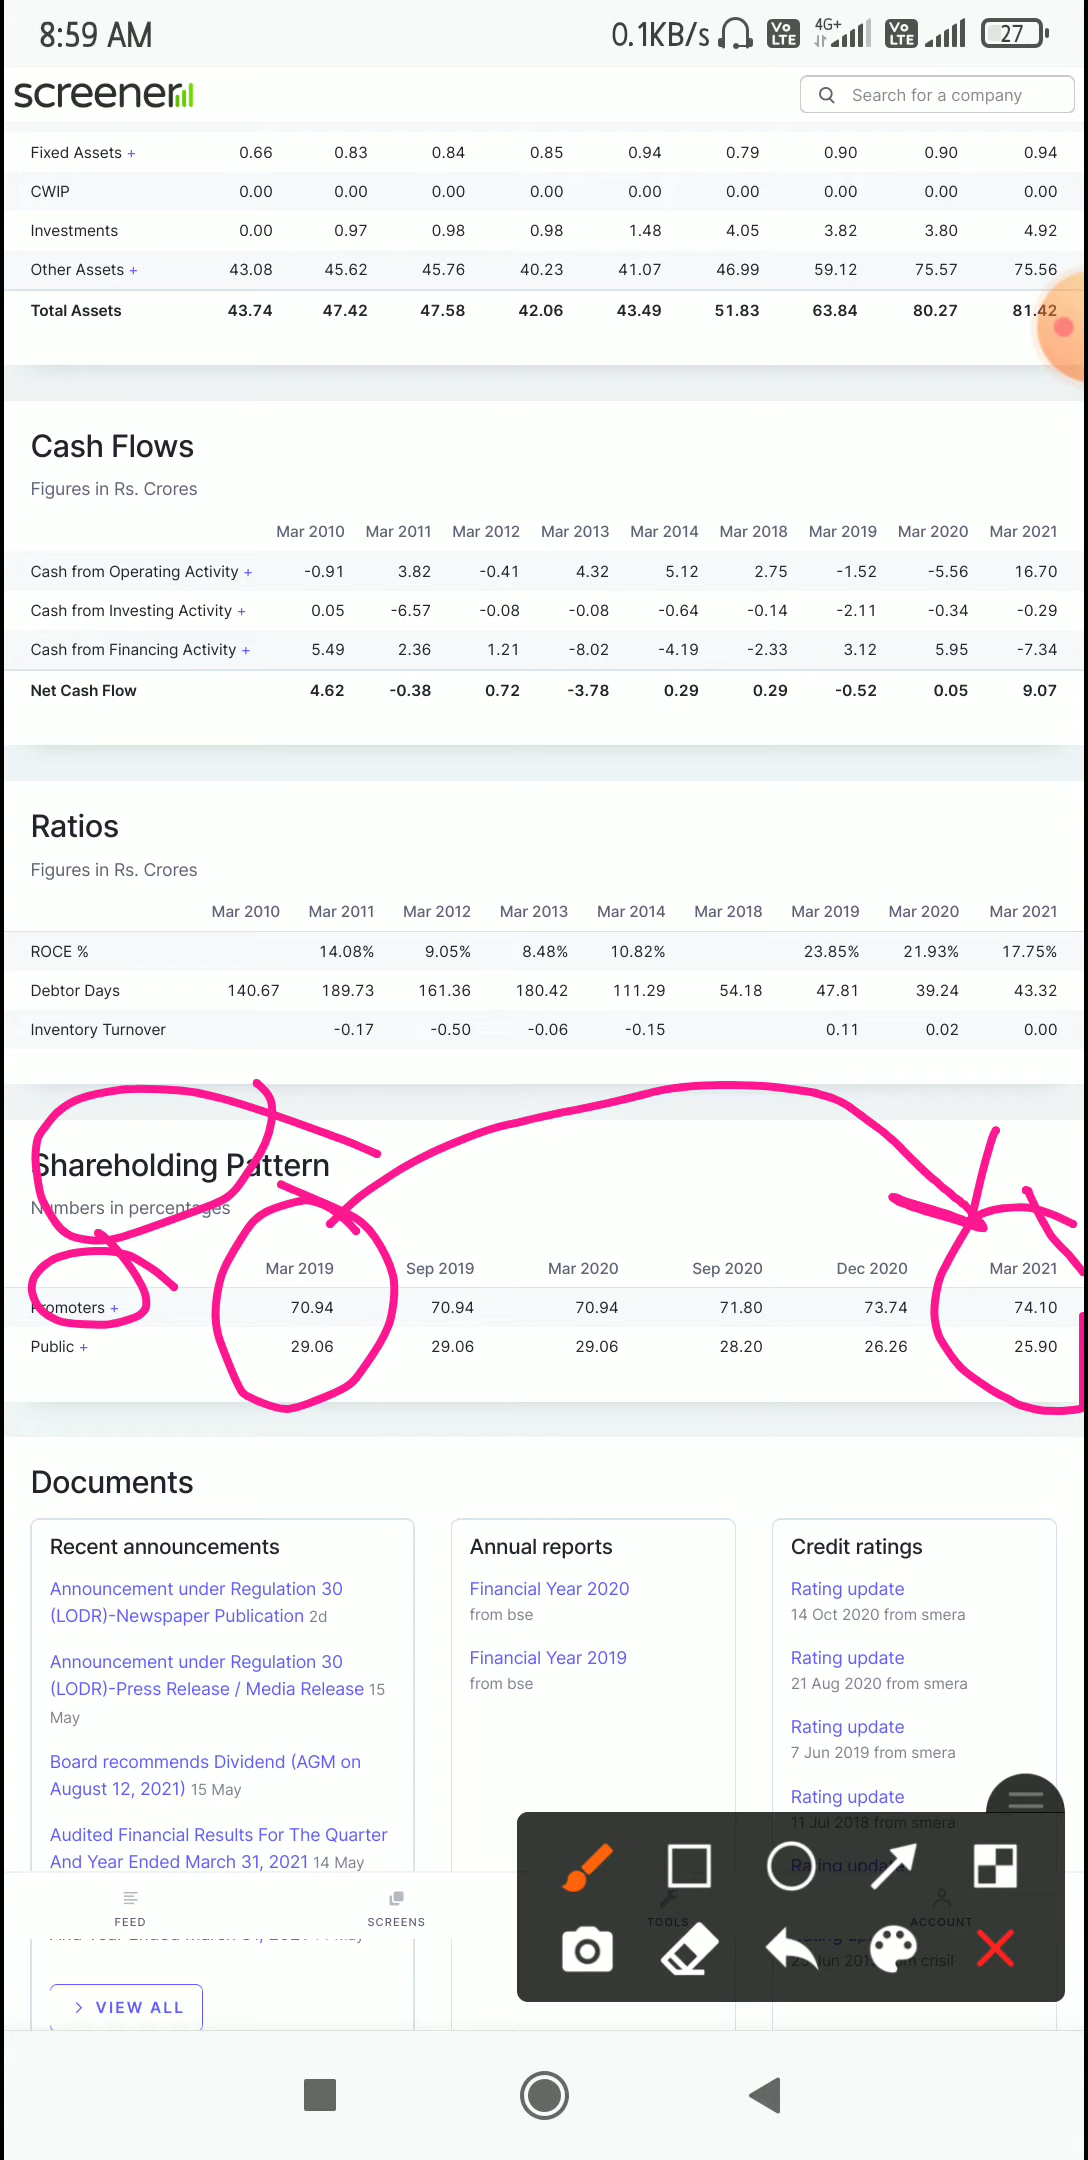 8:59 AM 0.1KB/s Vo LTE 4G+ Vo LTE 27
screener Search for a company
Fixed Assets + 0.66 0.83 0.84 0.85 0.94 0.79 0.90 0.90 0.94
CWIP 0.00 0.00 0.00 0.00 0.00 0.00 0.00 0.00 0.00
Investments 0.00 0.97 0.98 0.98 1.48 4.05 3.82 3.80 4.92
Other Assets + 43.08 45.62 45.76 40.23 41.07 46.99 59.12 75.57 75.56
Total Assets 43.74 47.42 47.58 42.06 43.49 51.83 63.84 80.27 81.42
Cash Flows
Figures in Rs. Crores
Mar 2010 Mar 2011 Mar 2012 Mar 2013 Mar 2014 Mar 2018 Mar 2019 Mar 2020 Mar 2021
Cash from Operating Activity + -0.91 3.82 -0.41 4.32 5.12 2.75 -1.52 -5.56 16.70
Cash from Investing Activity + 0.05 -6.57 -0.08 -0.08 -0.64 -0.14 -2.11 -0.34 -0.29
Cash from Financing Activity + 5.49 2.36 1.21 -8.02 -4.19 -2.33 3.12 5.95 -7.34
Net Cash Flow 4.62 -0.38 0.72 -3.78 0.29 0.29 -0.52 0.05 9.07
Ratios
Figures in Rs. Crores
Mar 2010 Mar 2011 Mar 2012 Mar 2013 Mar 2014 Mar 2018 Mar 2019 Mar 2020 Mar 2021
ROCE % 14.08% 9.05% 8.48% 10.82% 23.85% 21.93% 17.75%
Debtor Days 140.67 189.73 161.36 180.42 111.29 54.18 47.81 39.24 43.32
Inventory Turnover -0.17 -0.50 -0.06 -0.15 0.11 0.02 0.00
Shareholding Pattern
Numbers in percentages
Mar 2019 Sep 2019 Mar 2020 Sep 2020 Dec 2020 Mar 2021
Promoters + 70.94 70.94 70.94 71.80 73.74 74.10
Public + 29.06 29.06 29.06 28.20 26.26 25.90
Documents
Recent announcements
Announcement under Regulation 30
(LODR)-Newspaper Publication 2d
Announcement under Regulation 30
(LODR)-Press Release / Media Release 15
May
Board recommends Dividend (AGM on
August 12, 2021) 15 May
Audited Financial Results For The Quarter
And Year Ended March 31, 2021 14 May
Annual reports
Financial Year 2020
from bse
Financial Year 2019
from bse
Credit ratings
Rating update
14 Oct 2020 from smera
Rating update
21 Aug 2020 from smera
Rating update
7 Jun 2019 from smera
Rating update
11 Jul 2018 from smera
Rating update
FEED SCREENS TOOLS ACCOUNT
VIEW ALL